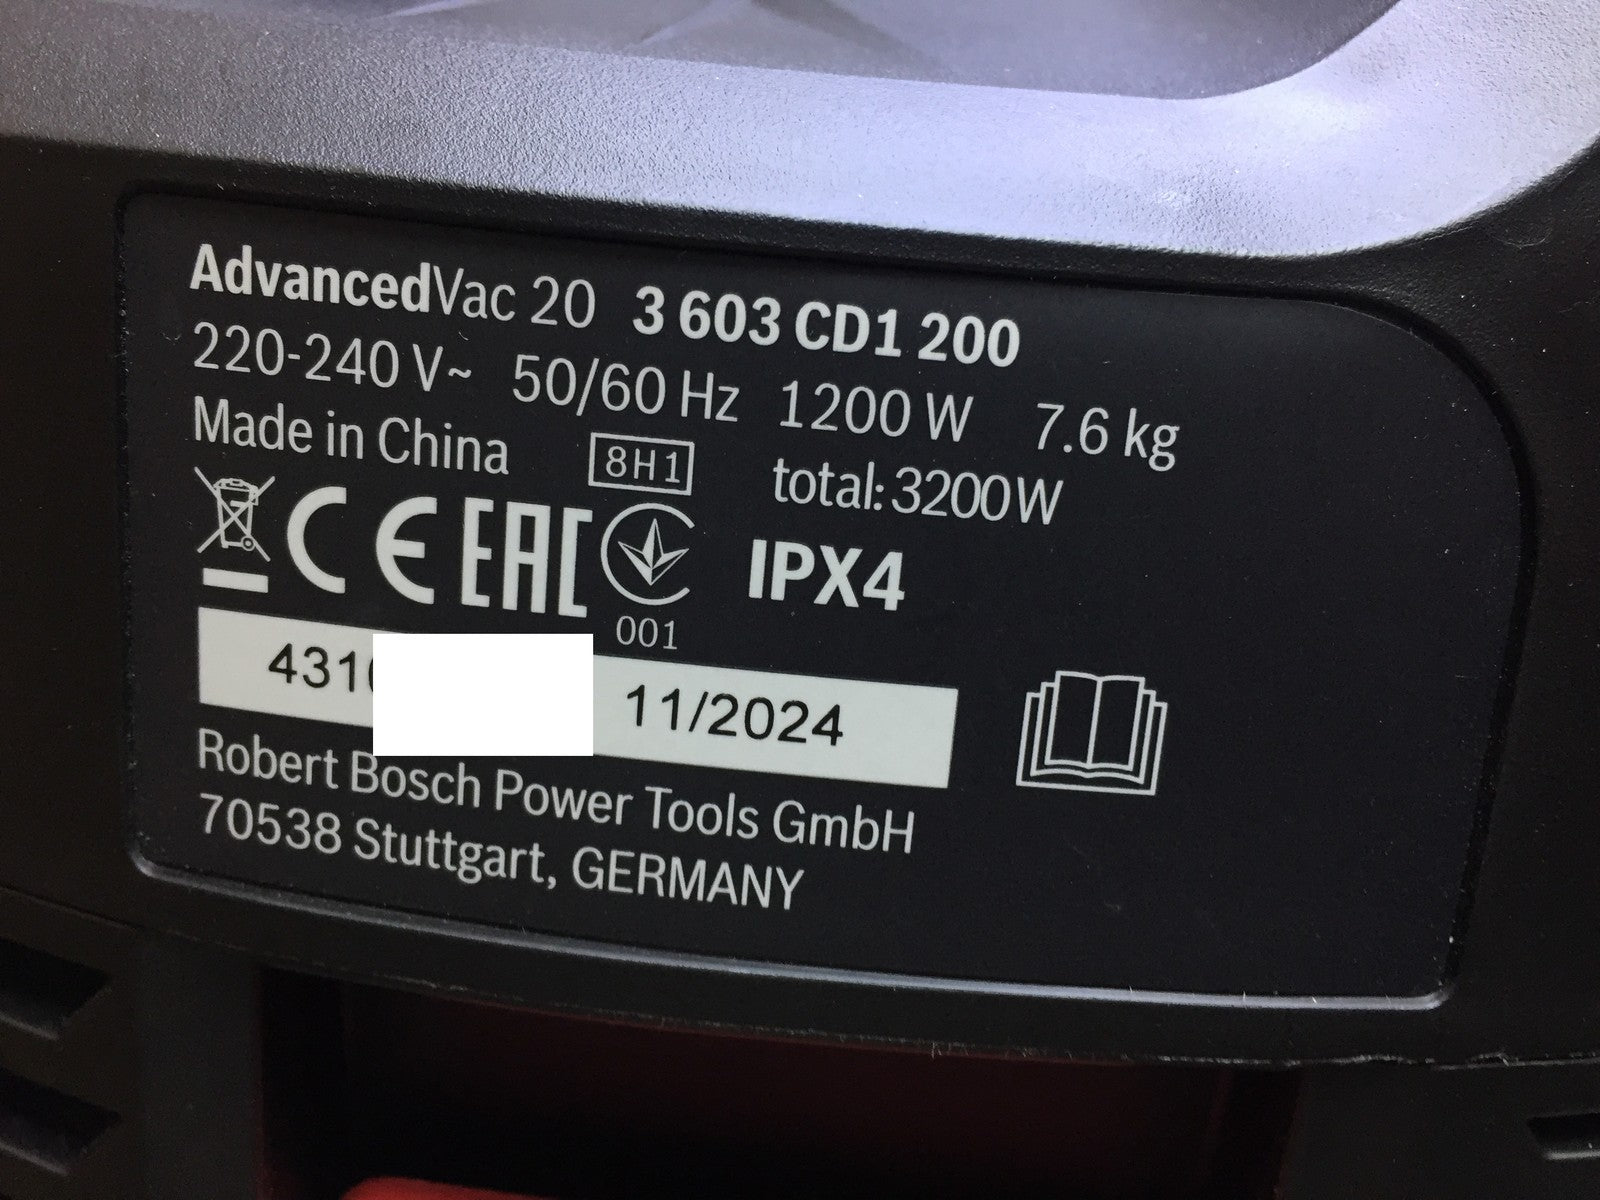 AdvancedVac 20 3 603 CD1 200
220-240 V~ 50/60 Hz 1200 W 7.6 kg
Made in China 8H1 total: 3200W
CE EAC IPX4
001
431 11/2024
Robert Bosch Power Tools GmbH
70538 Stuttgart, GERMANY